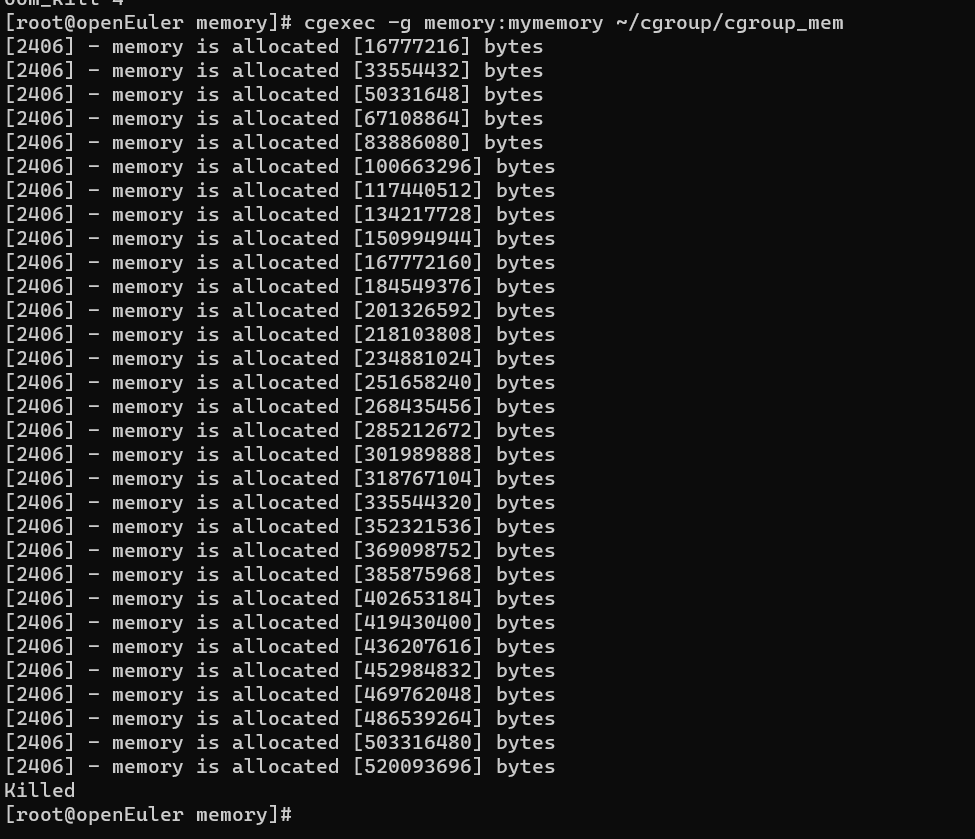 oom_kill 4
[root@openEuler memory]# cgexec -g memory:mymemory ~/cgroup/cgroup_mem
[2406] - memory is allocated [16777216] bytes
[2406] - memory is allocated [33554432] bytes
[2406] - memory is allocated [50331648] bytes
[2406] - memory is allocated [67108864] bytes
[2406] - memory is allocated [83886080] bytes
[2406] - memory is allocated [100663296] bytes
[2406] - memory is allocated [117440512] bytes
[2406] - memory is allocated [134217728] bytes
[2406] - memory is allocated [150994944] bytes
[2406] - memory is allocated [167772160] bytes
[2406] - memory is allocated [184549376] bytes
[2406] - memory is allocated [201326592] bytes
[2406] - memory is allocated [218103808] bytes
[2406] - memory is allocated [234881024] bytes
[2406] - memory is allocated [251658240] bytes
[2406] - memory is allocated [268435456] bytes
[2406] - memory is allocated [285212672] bytes
[2406] - memory is allocated [301989888] bytes
[2406] - memory is allocated [318767104] bytes
[2406] - memory is allocated [335544320] bytes
[2406] - memory is allocated [352321536] bytes
[2406] - memory is allocated [369098752] bytes
[2406] - memory is allocated [385875968] bytes
[2406] - memory is allocated [402653184] bytes
[2406] - memory is allocated [419430400] bytes
[2406] - memory is allocated [436207616] bytes
[2406] - memory is allocated [452984832] bytes
[2406] - memory is allocated [469762048] bytes
[2406] - memory is allocated [486539264] bytes
[2406] - memory is allocated [503316480] bytes
[2406] - memory is allocated [520093696] bytes
Killed
[root@openEuler memory]#